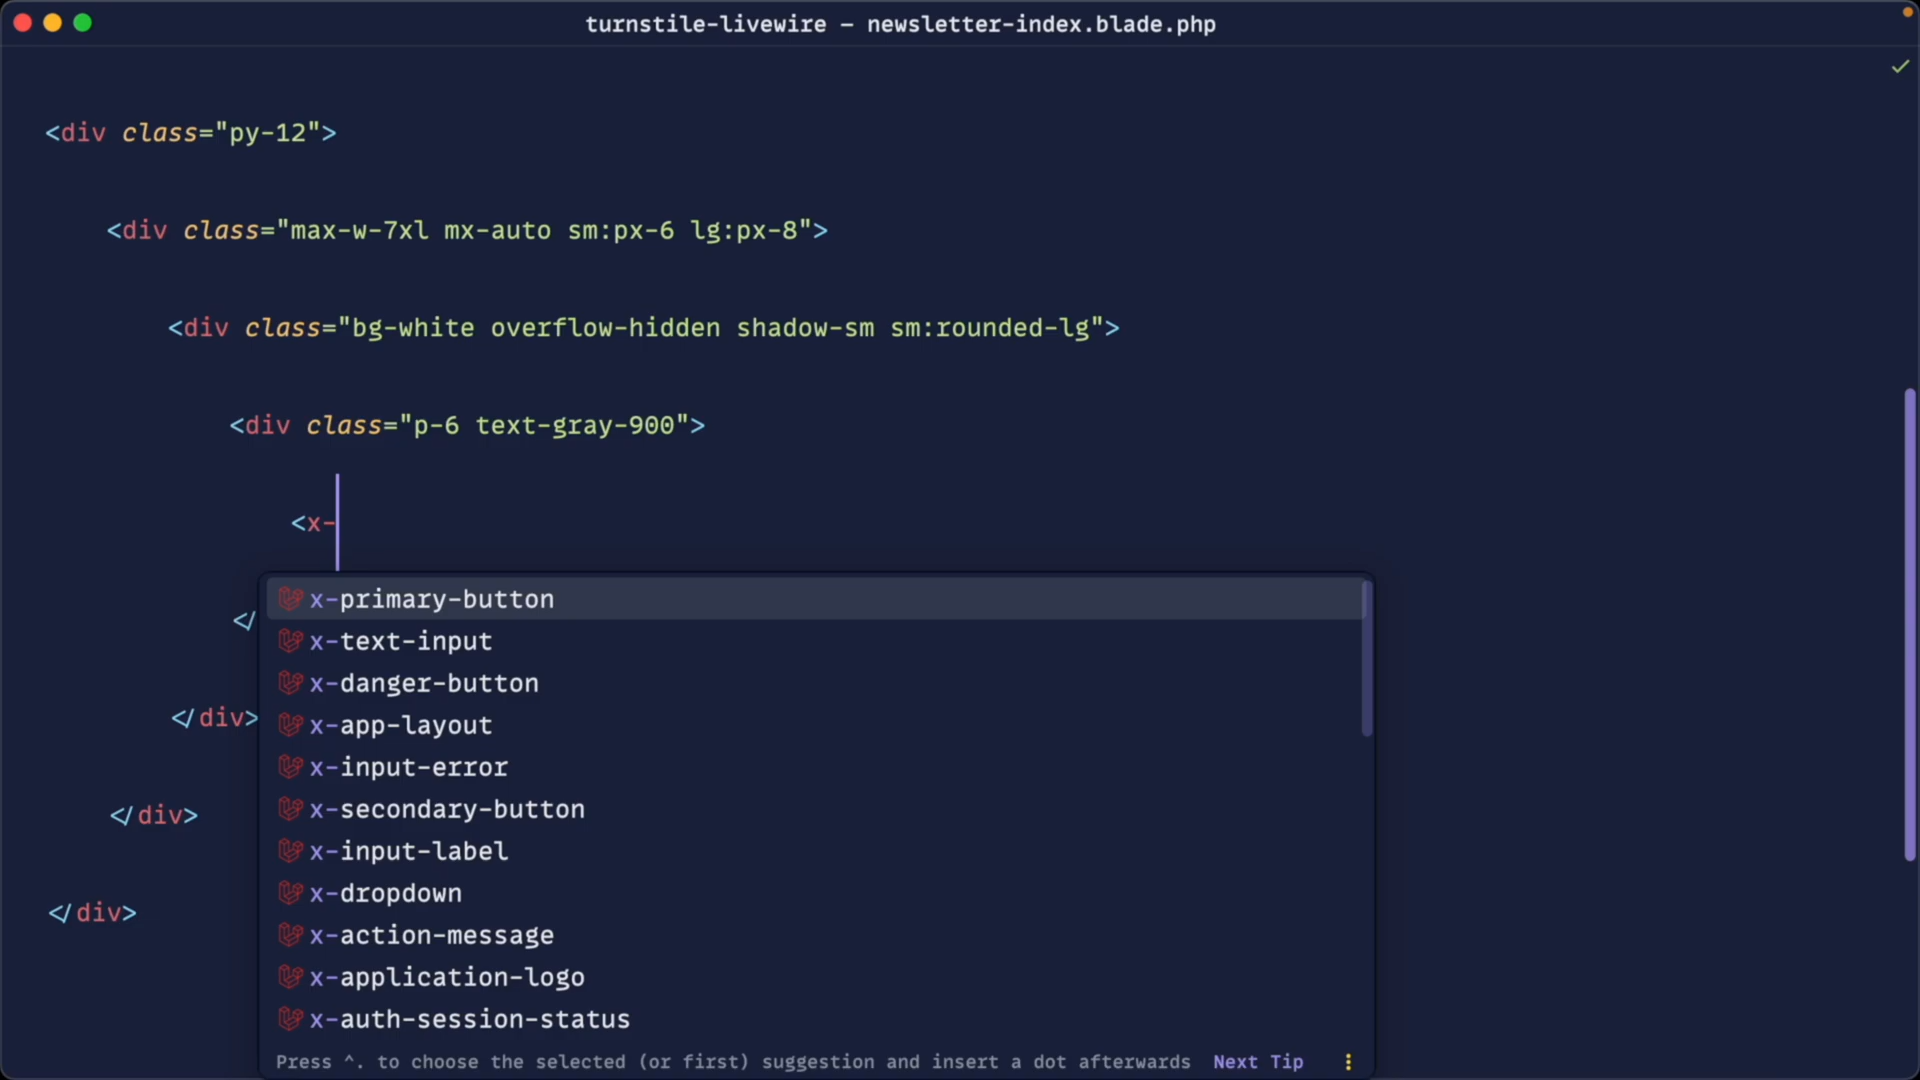 turnstile-livewire – newsletter-index.blade.php
<div class="py-12">
<div class="max-w-7xl mx-auto sm:px-6 lg:px-8">
<div class="bg-white overflow-hidden shadow-sm sm:rounded-lg">
<div class="p-6 text-gray-900">
<x-
x-primary-button
</
x-text-input
x-danger-button
</div>
x-app-layout
x-input-error
</div>
x-secondary-button
x-input-label
x-dropdown
</div>
x-action-message
x-application-logo
x-auth-session-status
Press ^. to choose the selected (or first) suggestion and insert a dot afterwards Next Tip